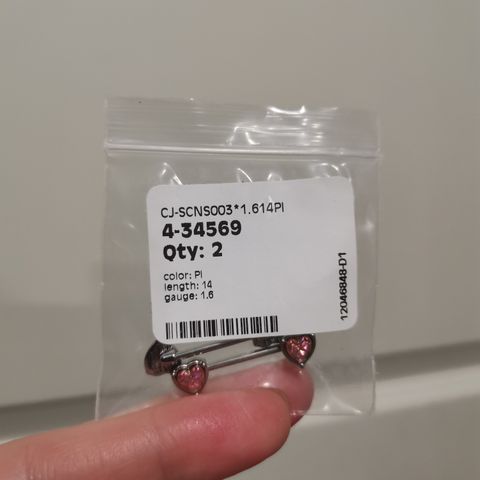 CJ-SCNS003*1.614PI
4-34569
Qty: 2
color: PI
length: 14
gauge: 1.6
12046848-D1